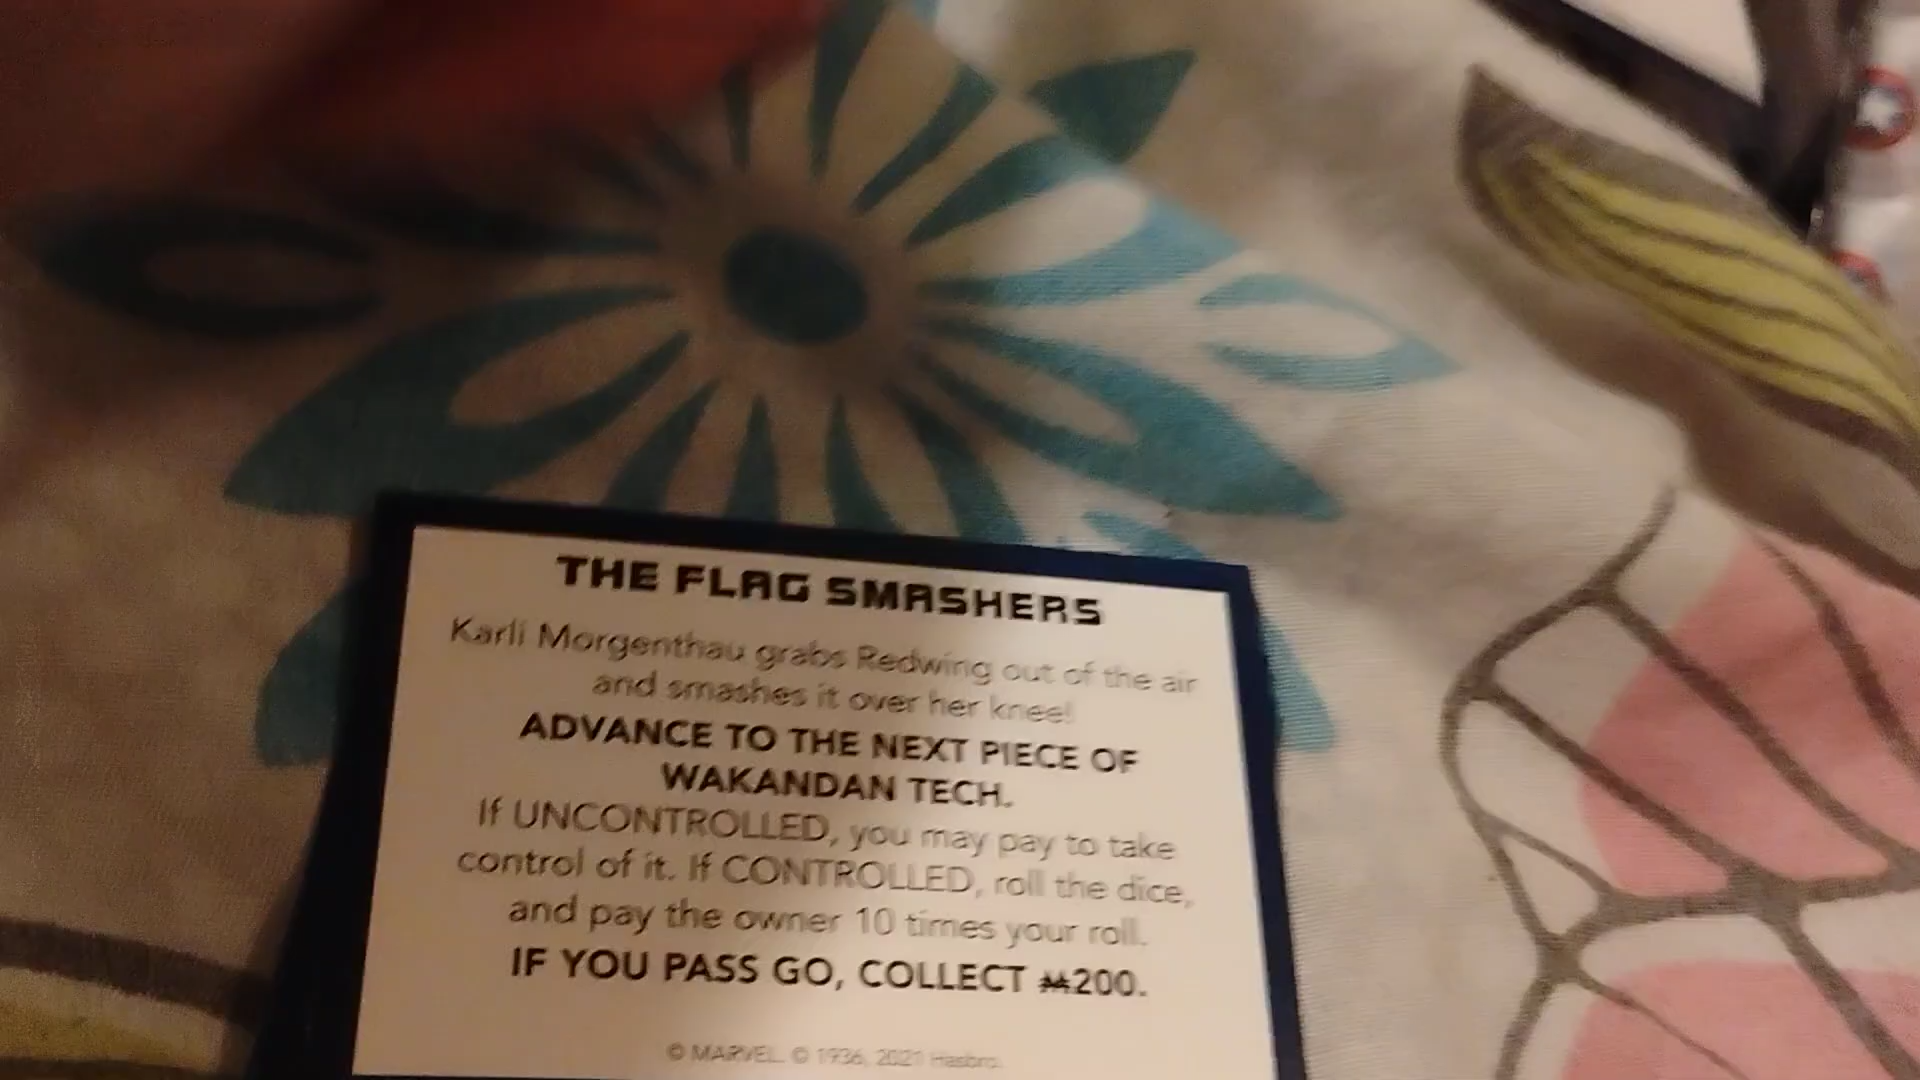 THE FLAG SMASHERS
Karli Morgenthau grabs Redwing out of the air
and smashes it over her knee!
ADVANCE TO THE NEXT PIECE OF
WAKANDAN TECH.
If UNCONTROLLED, you may pay to take
control of it. If CONTROLLED, roll the dice,
and pay the owner 10 times your roll.
IF YOU PASS GO, COLLECT ₩200.
© MARVEL. © 1936, 2021 Hasbro.